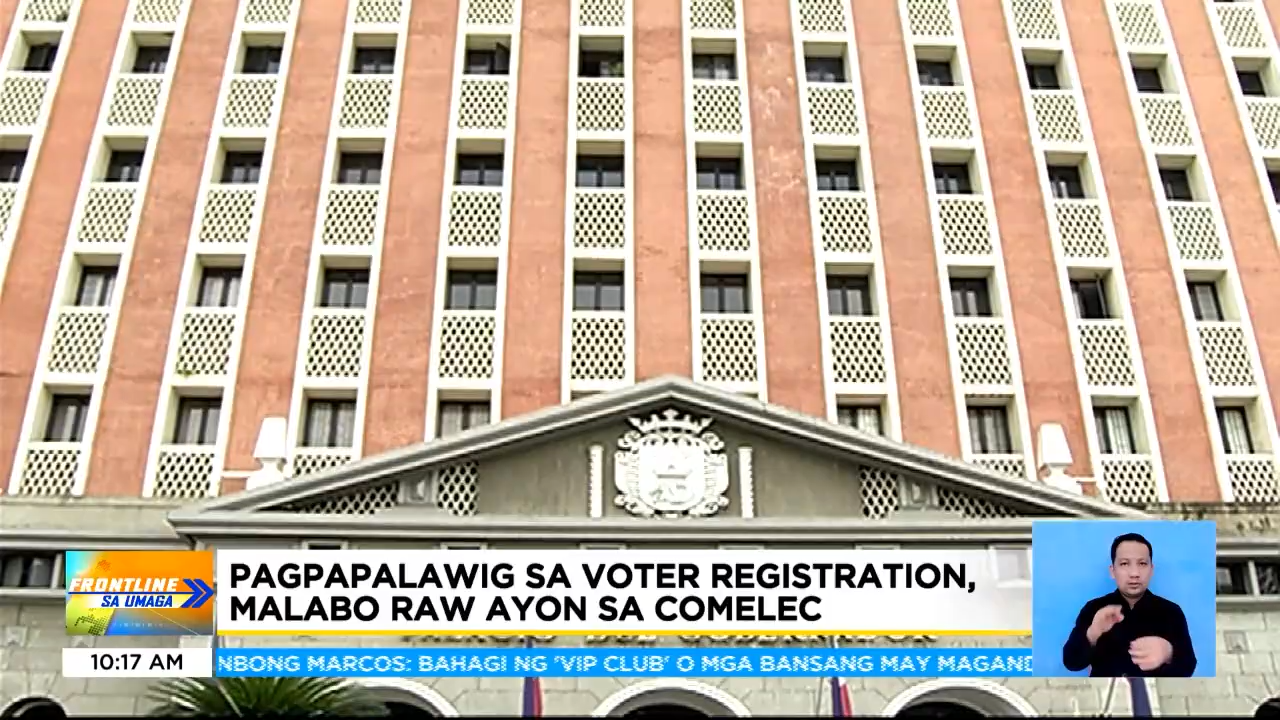 FRONTLINE
SA UMAGA
PAGPAPALAWIG SA VOTER REGISTRATION,
MALABO RAW AYON SA COMELEC
10:17 AM
NBONG MARCOS: BAHAGI NG 'VIP CLUB' O MGA BANSANG MAY MAGAND